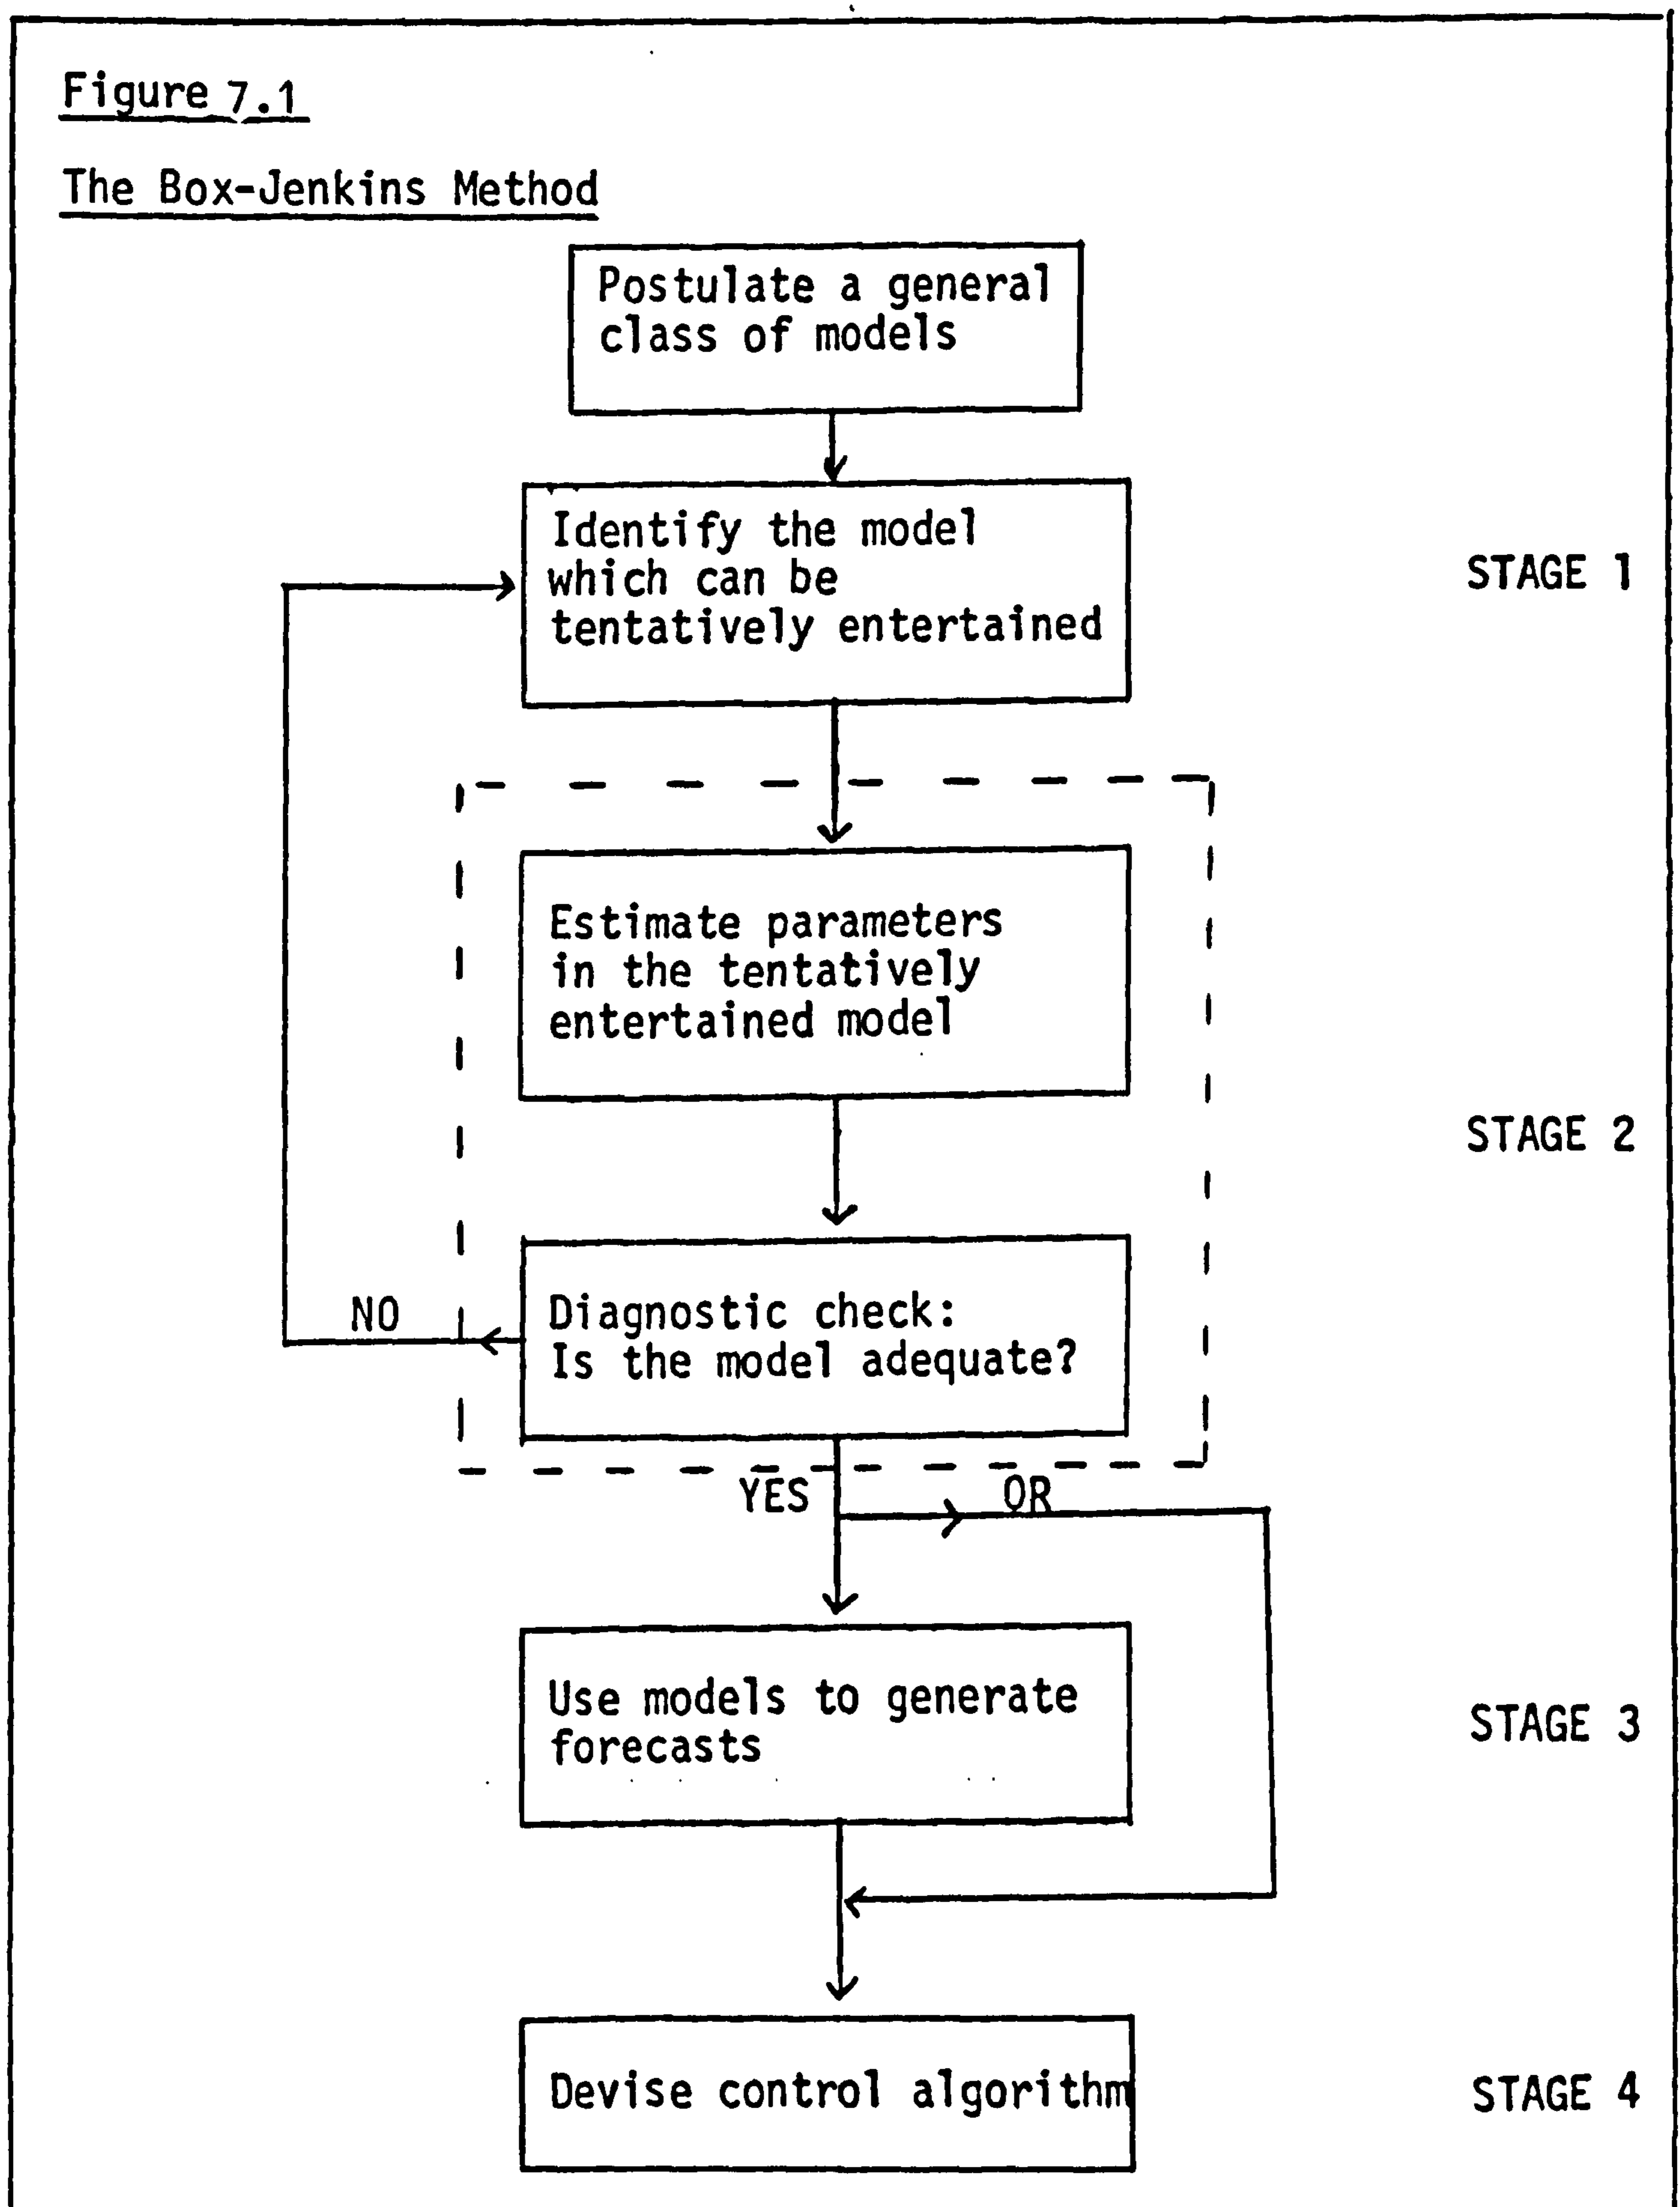 Figure 7.1
The Box-Jenkins Method
Postulate a general
class of models
Identify the model
which can be
tentatively entertained
STAGE 1
Estimate parameters
in the tentatively
entertained model
STAGE 2
Diagnostic check:
Is the model adequate?
NO
YES
OR
Use models to generate
forecasts
STAGE 3
Devise control algorithm
STAGE 4